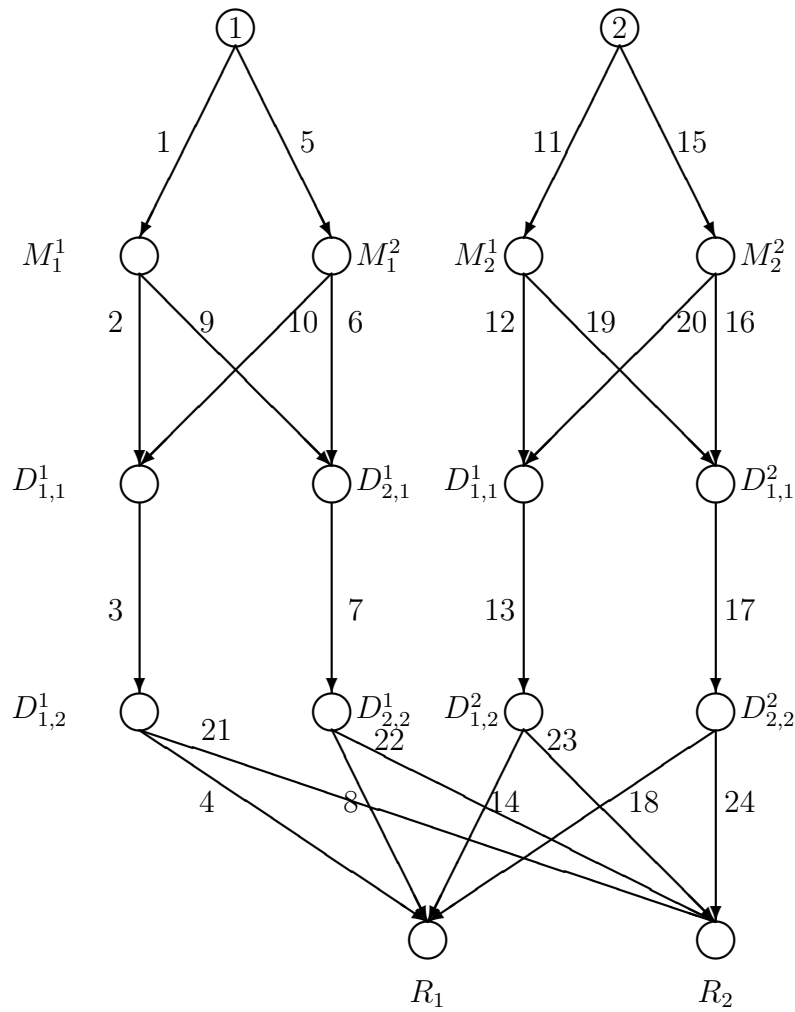 1 2
1 5 11 15
$M_1^1$ $M_1^2$ $M_2^1$ $M_2^2$
2 9 10 6 12 19 20 16
$D_{1,1}^1$ $D_{2,1}^1$ $D_{1,1}^1$ $D_{1,1}^2$
3 7 13 17
$D_{1,2}^1$ $D_{2,2}^1$ $D_{1,2}^2$ $D_{2,2}^2$
21 22 23
4 8 14 18 24
$R_1$ $R_2$